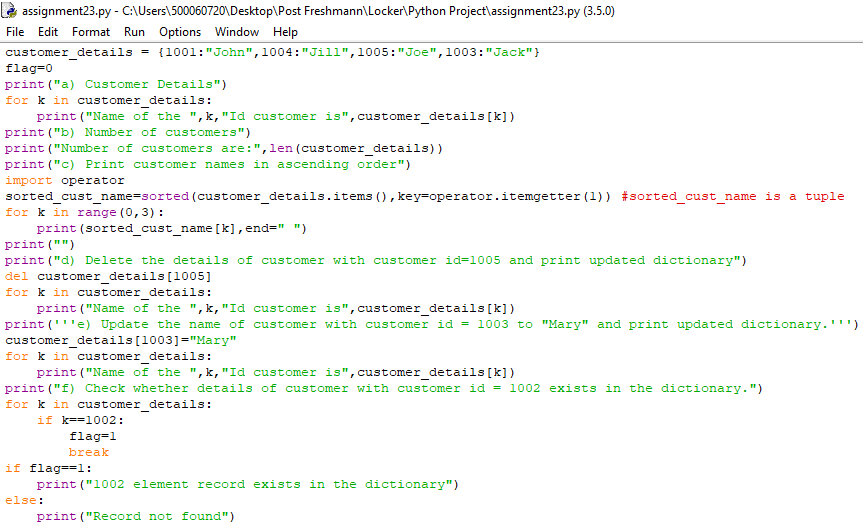 assignment23.py - C:\Users\500060720\Desktop\Post Freshmann\Locker\Python Project\assignment23.py (3.5.0)
File Edit Format Run Options Window Help
customer_details = {1001:"John",1004:"Jill",1005:"Joe",1003:"Jack"}
flag=0
print("a) Customer Details")
for k in customer_details:
    print("Name of the ",k,"Id customer is",customer_details[k])
print("b) Number of customers")
print("Number of customers are:",len(customer_details))
print("c) Print customer names in ascending order")
import operator
sorted_cust_name=sorted(customer_details.items(),key=operator.itemgetter(1)) #sorted_cust_name is a tuple
for k in range(0,3):
    print(sorted_cust_name[k],end=" ")
print("")
print("d) Delete the details of customer with customer id=1005 and print updated dictionary")
del customer_details[1005]
for k in customer_details:
    print("Name of the ",k,"Id customer is",customer_details[k])
print('''e) Update the name of customer with customer id = 1003 to "Mary" and print updated dictionary.''')
customer_details[1003]="Mary"
for k in customer_details:
    print("Name of the ",k,"Id customer is",customer_details[k])
print("f) Check whether details of customer with customer id = 1002 exists in the dictionary.")
for k in customer_details:
    if k==1002:
        flag=1
        break
if flag==1:
    print("1002 element record exists in the dictionary")
else:
    print("Record not found")